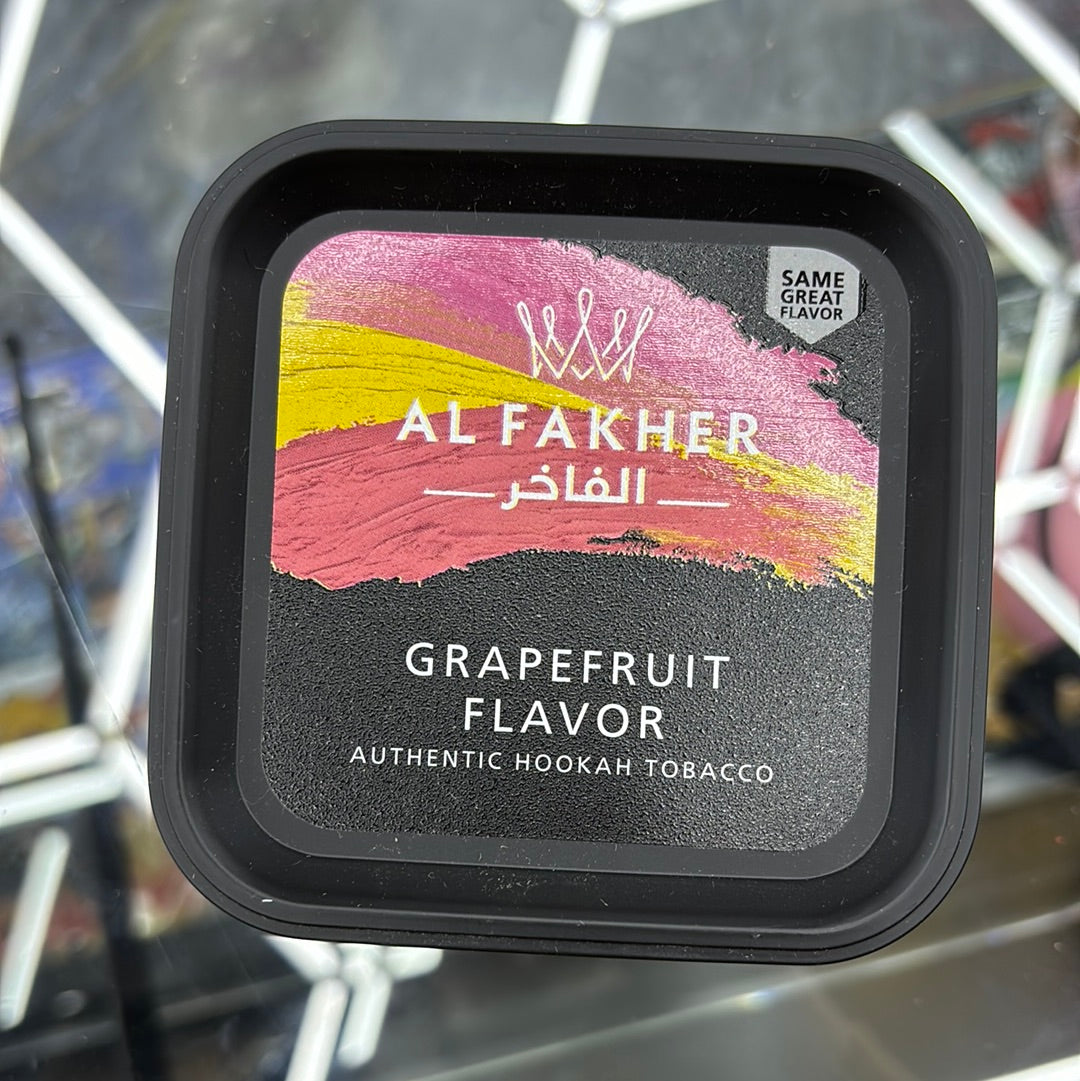 SAME
GREAT
FLAVOR
AL FAKHER
الفاخر
GRAPEFRUIT
FLAVOR
AUTHENTIC HOOKAH TOBACCO